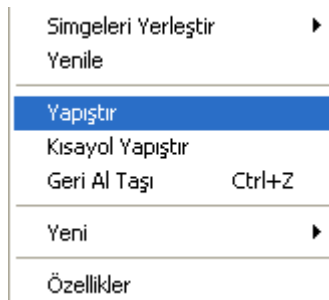 Simgeleri Yerleştir
Yenile
Yapıştır
Kısayol Yapıştır
Geri Al Taşı Ctrl+Z
Yeni
Özellikler